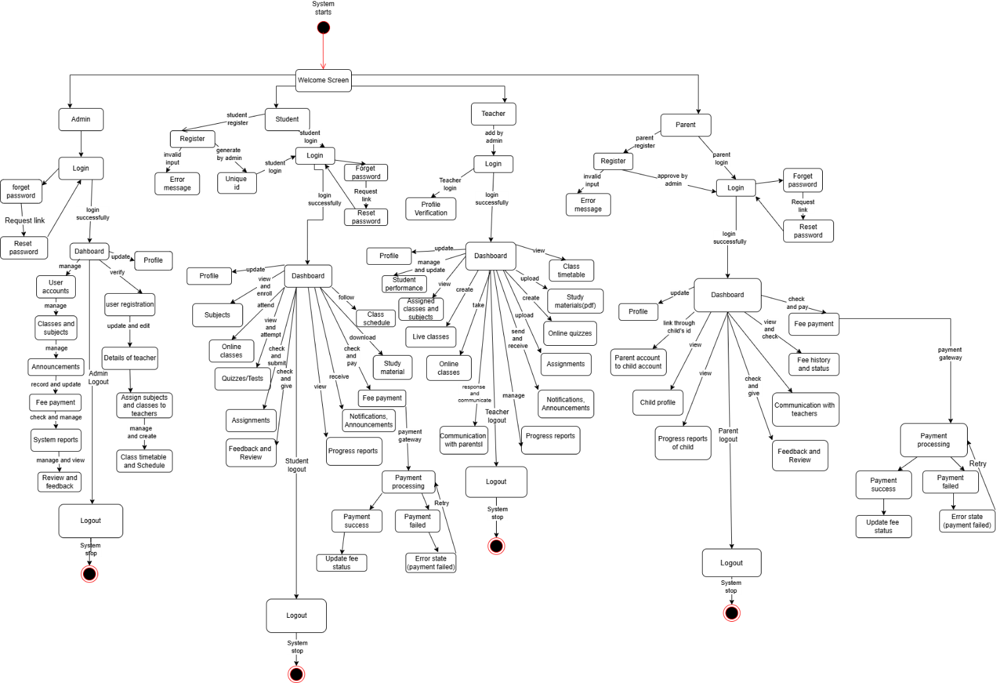 System
starts
Welcome Screen
Admin
Login
forget
password
Request link
Reset
password
login
successfully
Dahboard
update
Profile
manage
verify
User
accounts
manage
Classes and
subjects
manage
Announcements
record and update
Fee payment
check and manage
System reports
manage and view
Review and
feedback
user registration
update and edit
Details of teacher
Assign subjects
and classes to
teachers
manage
and create
Class timetable
and Schedule
Admin
Logout
Logout
System
stop
Student
student
register
Register
invalid
input
Error
message
generate
by admin
Unique
id
student
login
student
login
Login
Forget
password
Request
link
Reset
password
login
successfully
Dashboard
update
Profile
view
and
enroll
Subjects
attend
Online
classes
view
and
attempt
Quizzes/Tests
check
and
submit
Assignments
check
and
give
Feedback and
Review
Student
logout
Logout
System
stop
view
Progress reports
receive
Notifications,
Announcements
check
and
pay
Fee payment
download
Study
material
follow
Class
schedule
payment
gateway
Payment
processing
Payment
success
Update fee
status
Payment
failed
Error state
(payment failed)
Retry
Teacher
add by
admin
Login
Teacher
login
Profile
Verification
login
successfully
Dashboard
update
Profile
manage
and update
Student
performance
view
Assigned
classes and
subjects
create
Live classes
take
Online
classes
response
and
communicate
Communication
with parentsl
Teacher
logout
Logout
System
stop
manage
Progress reports
send
and
receive
Notifications,
Announcements
upload
Assignments
create
Online quizzes
upload
Study
materials(pdf)
view
Class
timetable
Parent
parent
register
Register
invalid
input
Error
message
approve by
admin
parent
login
Login
Forget
password
Request
link
Reset
password
login
successfully
Dashboard
update
Profile
link through
child's id
Parent account
to child account
view
Child profile
view
Progress reports
of child
Parent
logout
Logout
System
stop
check
and
give
Feedback and
Review
Communication with
teachers
view
and
check
Fee history
and status
check
and pay
Fee payment
payment
gateway
Payment
processing
Payment
success
Update fee
status
Payment
failed
Error state
(payment failed)
Retry